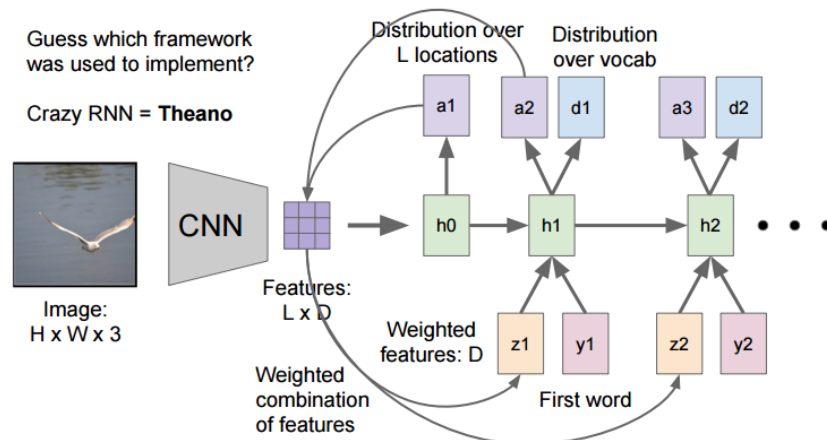 Guess which framework
was used to implement?
Crazy RNN = Theano
Distribution over
L locations
Distribution
over vocab
a1
a2
d1
a3
d2
CNN
h0
h1
h2
Image:
H x W x 3
Features:
L x D
Weighted
features: D
z1
y1
z2
y2
Weighted
combination
of features
First word